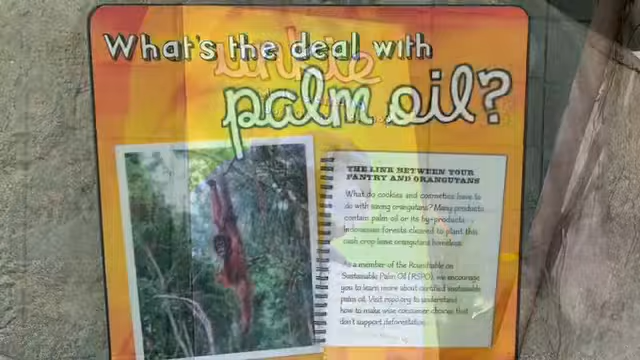 What's the deal with
palm oil?
THE LINK BETWEEN YOUR
PANTRY AND ORANGUTANS
What do cookies and cosmetics have to
do with saving orangutans? Many products
contain palm oil or its by-products.
Indonesian forests cleared to plant this
cash crop leave orangutans homeless.
As a member of the Roundtable on
Sustainable Palm Oil (RSPO), we encourage
you to learn more about certified sustainable
palm oil. Visit rspo.org to understand
how to make wise consumer choices that
don't support deforestation.